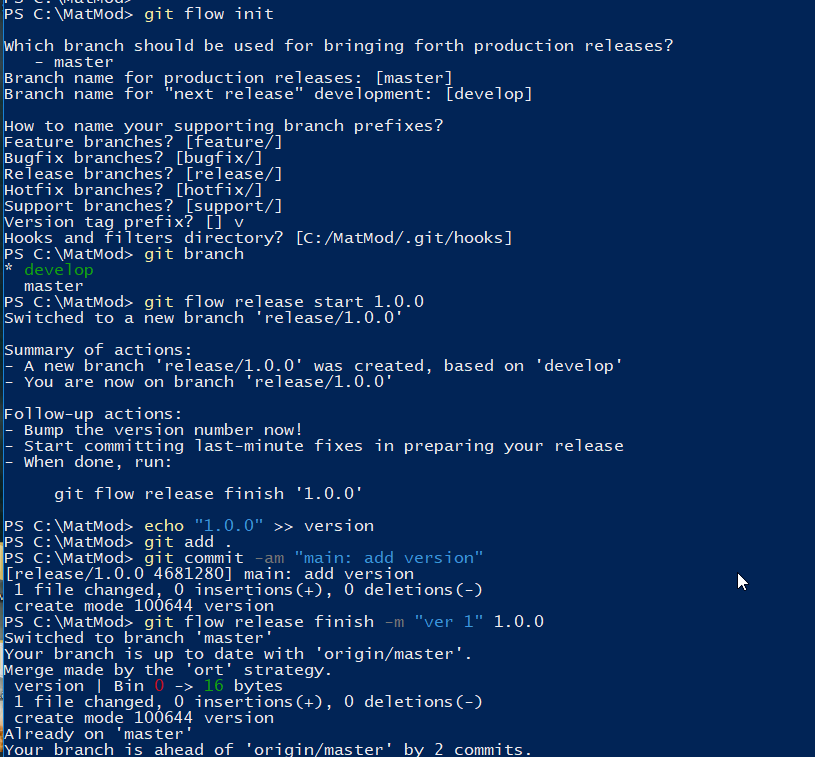 PS C:\MatMod> git flow init
Which branch should be used for bringing forth production releases?
   - master
Branch name for production releases: [master]
Branch name for "next release" development: [develop]
How to name your supporting branch prefixes?
Feature branches? [feature/]
Bugfix branches? [bugfix/]
Release branches? [release/]
Hotfix branches? [hotfix/]
Support branches? [support/]
Version tag prefix? [] v
Hooks and filters directory? [C:/MatMod/.git/hooks]
PS C:\MatMod> git branch
* develop
  master
PS C:\MatMod> git flow release start 1.0.0
Switched to a new branch 'release/1.0.0'
Summary of actions:
- A new branch 'release/1.0.0' was created, based on 'develop'
- You are now on branch 'release/1.0.0'
Follow-up actions:
- Bump the version number now!
- Start committing last-minute fixes in preparing your release
- When done, run:
     git flow release finish '1.0.0'
PS C:\MatMod> echo "1.0.0" >> version
PS C:\MatMod> git add .
PS C:\MatMod> git commit -am "main: add version"
[release/1.0.0 4681280] main: add version
 1 file changed, 0 insertions(+), 0 deletions(-)
 create mode 100644 version
PS C:\MatMod> git flow release finish -m "ver 1" 1.0.0
Switched to branch 'master'
Your branch is up to date with 'origin/master'.
Merge made by the 'ort' strategy.
 version | Bin 0 -> 16 bytes
 1 file changed, 0 insertions(+), 0 deletions(-)
 create mode 100644 version
Already on 'master'
Your branch is ahead of 'origin/master' by 2 commits.